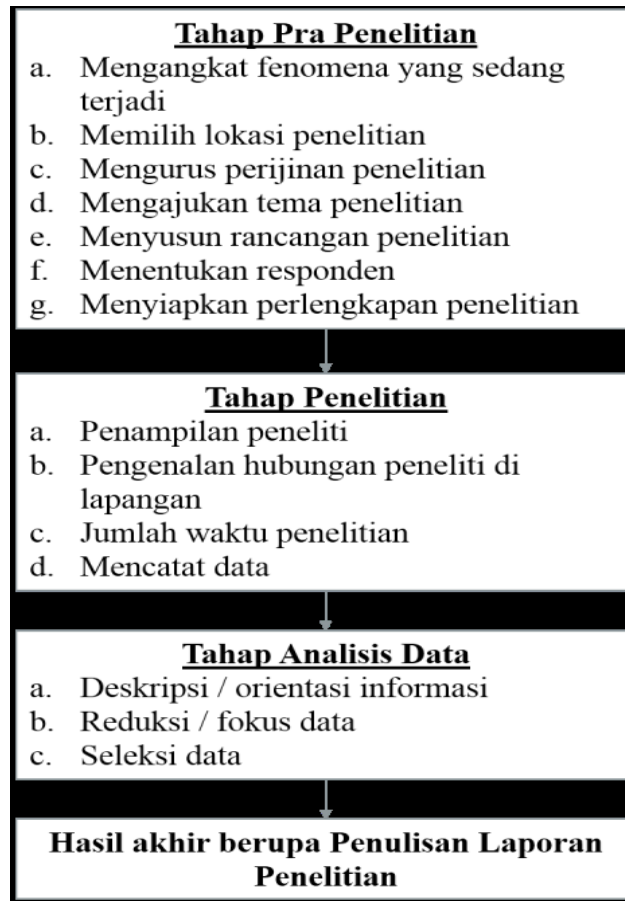 Tahap Pra Penelitian
a. Mengangkat fenomena yang sedang
terjadi
b. Memilih lokasi penelitian
c. Mengurus perijinan penelitian
d. Mengajukan tema penelitian
e. Menyusun rancangan penelitian
f. Menentukan responden
g. Menyiapkan perlengkapan penelitian
Tahap Penelitian
a. Penampilan peneliti
b. Pengenalan hubungan peneliti di
lapangan
c. Jumlah waktu penelitian
d. Mencatat data
Tahap Analisis Data
a. Deskripsi / orientasi informasi
b. Reduksi / fokus data
c. Seleksi data
Hasil akhir berupa Penulisan Laporan
Penelitian